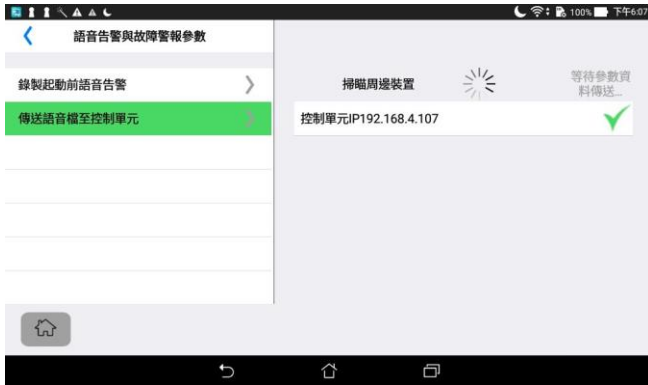 100% 下午6:07
語音告警與故障警報參數
錄製起動前語音告警
傳送語音檔至控制單元
掃瞄周邊裝置
等待參數資
料傳送...
控制單元IP192.168.4.107